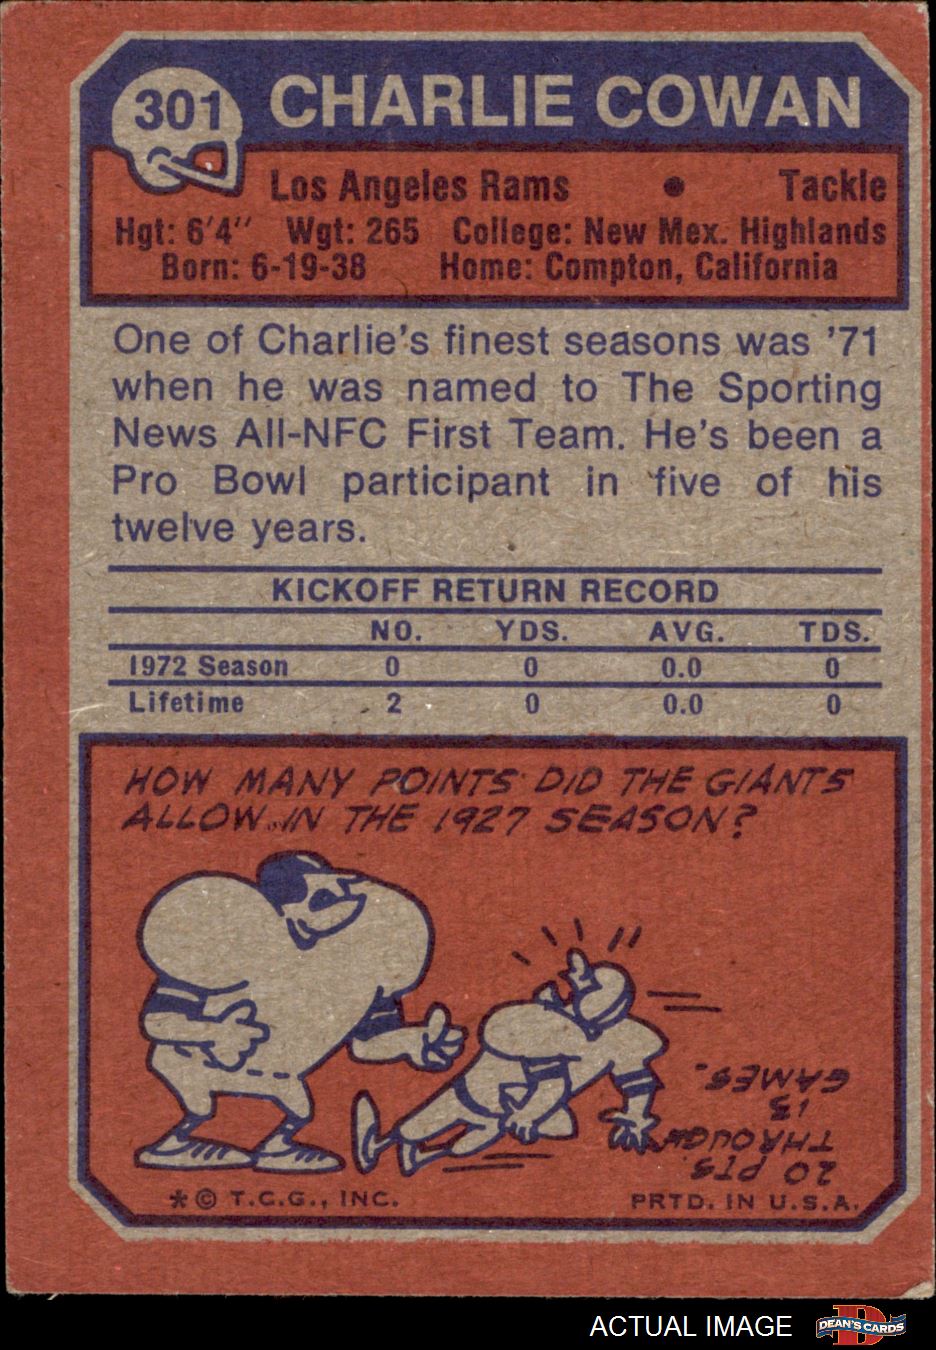 301 CHARLIE COWAN
Los Angeles Rams • Tackle
Hgt: 6'4" Wgt: 265 College: New Mex. Highlands
Born: 6-19-38 Home: Compton, California
One of Charlie's finest seasons was '71
when he was named to The Sporting
News All-NFC First Team. He's been a
Pro Bowl participant in five of his
twelve years.
KICKOFF RETURN RECORD
NO. YDS. AVG. TDS.
1972 Season 0 0 0.0 0
Lifetime 2 0 0.0 0
HOW MANY POINTS DID THE GIANTS
ALLOW IN THE 1927 SEASON?
20 PTS.
THROUGHOUT
13
GAMES.
* © T.C.G., INC. PRTD. IN U.S.A.
ACTUAL IMAGE DEAN'S CARDS